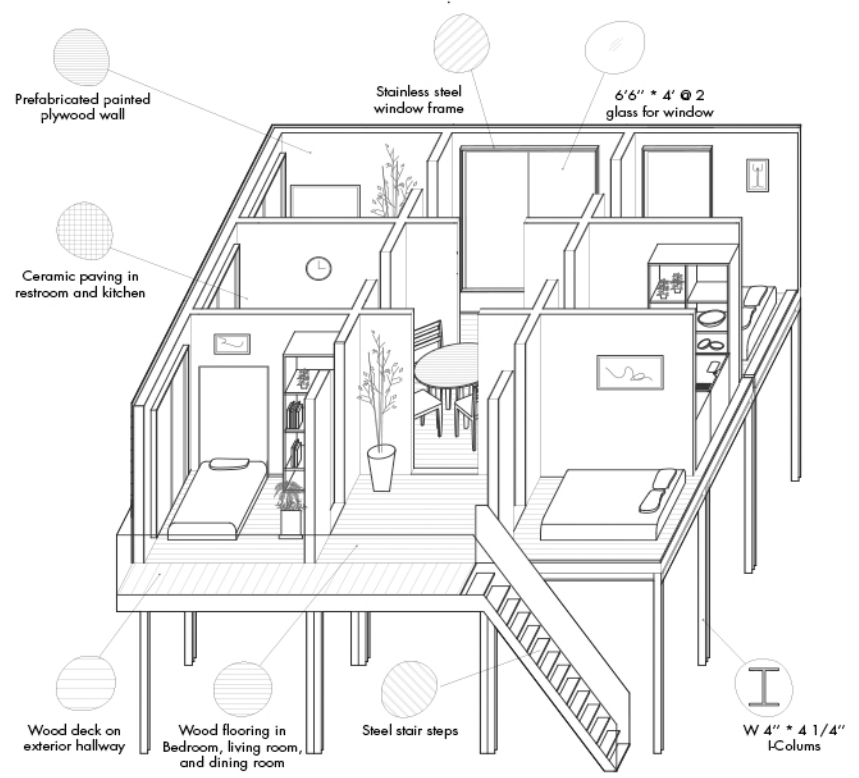 Stainless steel
window frame
6'6'' * 4' @ 2
glass for window
Prefabricated painted
plywood wall
Ceramic paving in
restroom and kitchen
Wood deck on
exterior hallway
Wood flooring in
Bedroom, living room,
and dining room
Steel stair steps
W 4'' * 4 1/4''
I-Colums